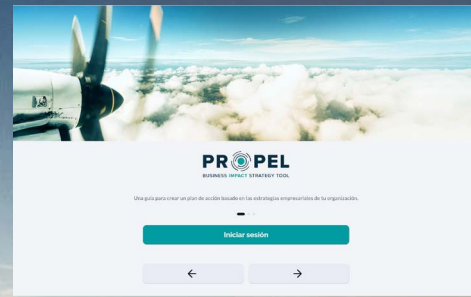 PROPEL
BUSINESS IMPACT STRATEGY TOOL
Una guía para crear un plan de acción basado en las estrategias empresariales de tu organización.
Iniciar sesión
← →